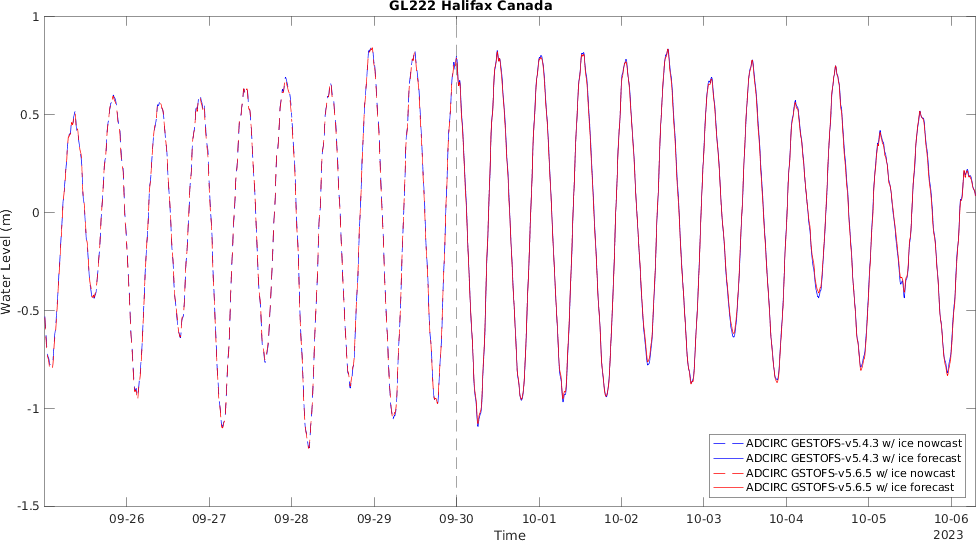 GL222 Halifax Canada
1
0.5
0
-0.5
-1
-1.5
Water Level (m)
ADCIRC GESTOFS-v5.4.3 w/ ice nowcast
ADCIRC GESTOFS-v5.4.3 w/ ice forecast
ADCIRC GSTOFS-v5.6.5 w/ ice nowcast
ADCIRC GSTOFS-v5.6.5 w/ ice forecast
09-26 09-27 09-28 09-29 09-30 10-01 10-02 10-03 10-04 10-05 10-06
2023
Time